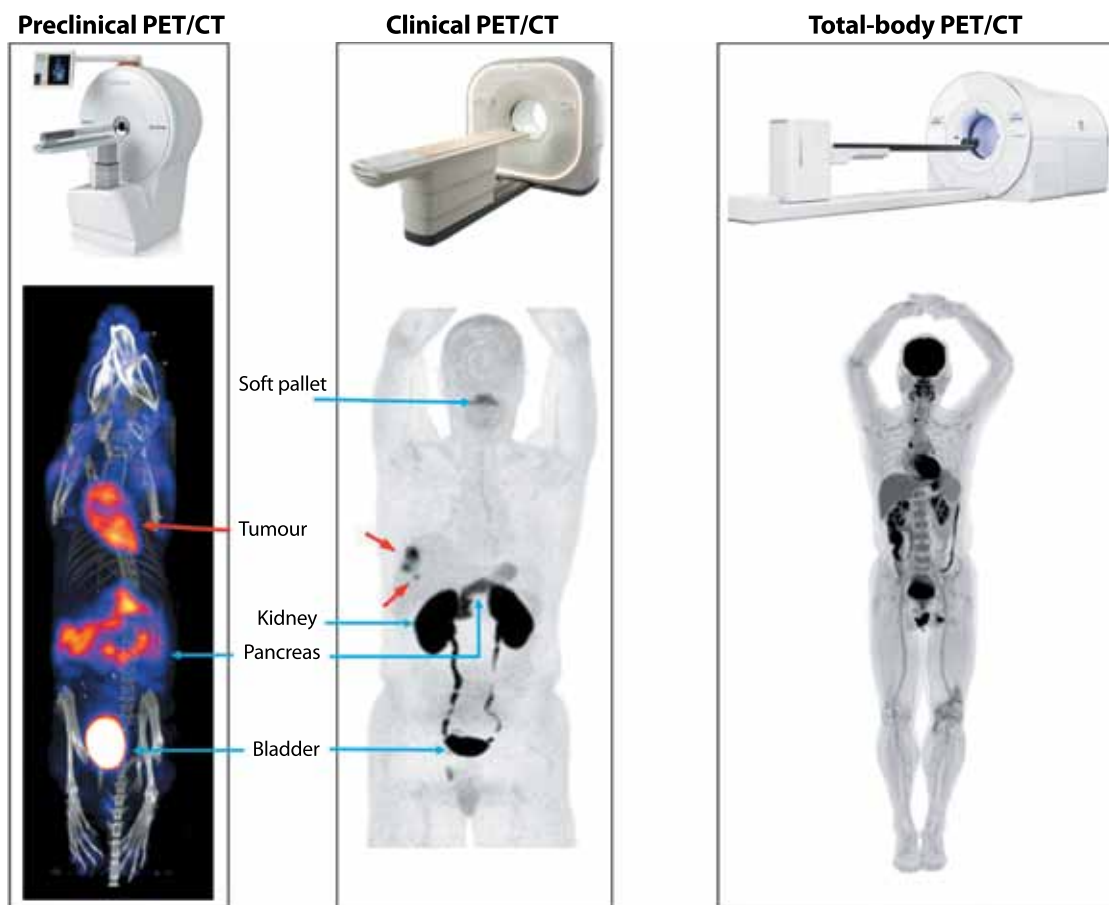 Preclinical PET/CT
Clinical PET/CT
Total-body PET/CT
Soft pallet
Tumour
Kidney
Pancreas
Bladder